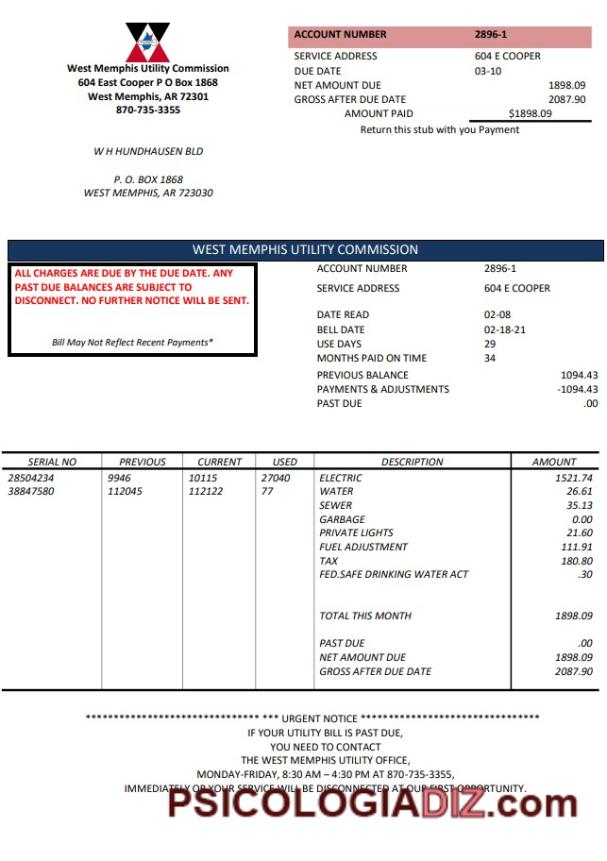 West Memphis Utility Commission
604 East Cooper P O Box 1868
West Memphis, AR 72301
870-735-3355
W H HUNDHAUSEN BLD
P. O. BOX 1868
WEST MEMPHIS, AR 723030
ACCOUNT NUMBER 2896-1
SERVICE ADDRESS 604 E COOPER
DUE DATE 03-10
NET AMOUNT DUE 1898.09
GROSS AFTER DUE DATE 2087.90
AMOUNT PAID $1898.09
Return this stub with you Payment
WEST MEMPHIS UTILITY COMMISSION
ALL CHARGES ARE DUE BY THE DUE DATE. ANY
PAST DUE BALANCES ARE SUBJECT TO
DISCONNECT. NO FURTHER NOTICE WILL BE SENT.
Bill May Not Reflect Recent Payments*
ACCOUNT NUMBER 2896-1
SERVICE ADDRESS 604 E COOPER
DATE READ 02-08
BELL DATE 02-18-21
USE DAYS 29
MONTHS PAID ON TIME 34
PREVIOUS BALANCE 1094.43
PAYMENTS & ADJUSTMENTS -1094.43
PAST DUE .00
SERIAL NO PREVIOUS CURRENT USED DESCRIPTION AMOUNT
28504234 9946 10115 27040 ELECTRIC 1521.74
38847580 112045 112122 77 WATER 26.61
SEWER 35.13
GARBAGE 0.00
PRIVATE LIGHTS 21.60
FUEL ADJUSTMENT 111.91
TAX 180.80
FED.SAFE DRINKING WATER ACT .30
TOTAL THIS MONTH 1898.09
PAST DUE .00
NET AMOUNT DUE 1898.09
GROSS AFTER DUE DATE 2087.90
******************************* *** URGENT NOTICE ********************************
IF YOUR UTILITY BILL IS PAST DUE,
YOU NEED TO CONTACT
THE WEST MEMPHIS UTILITY OFFICE,
MONDAY-FRIDAY, 8:30 AM – 4:30 PM AT 870-735-3355,
IMMEDIATELY OR YOUR SERVICE WILL BE DISCONNECTED AT OUR FIRST OPPORTUNITY.
PSICOLOGIADIZ.com